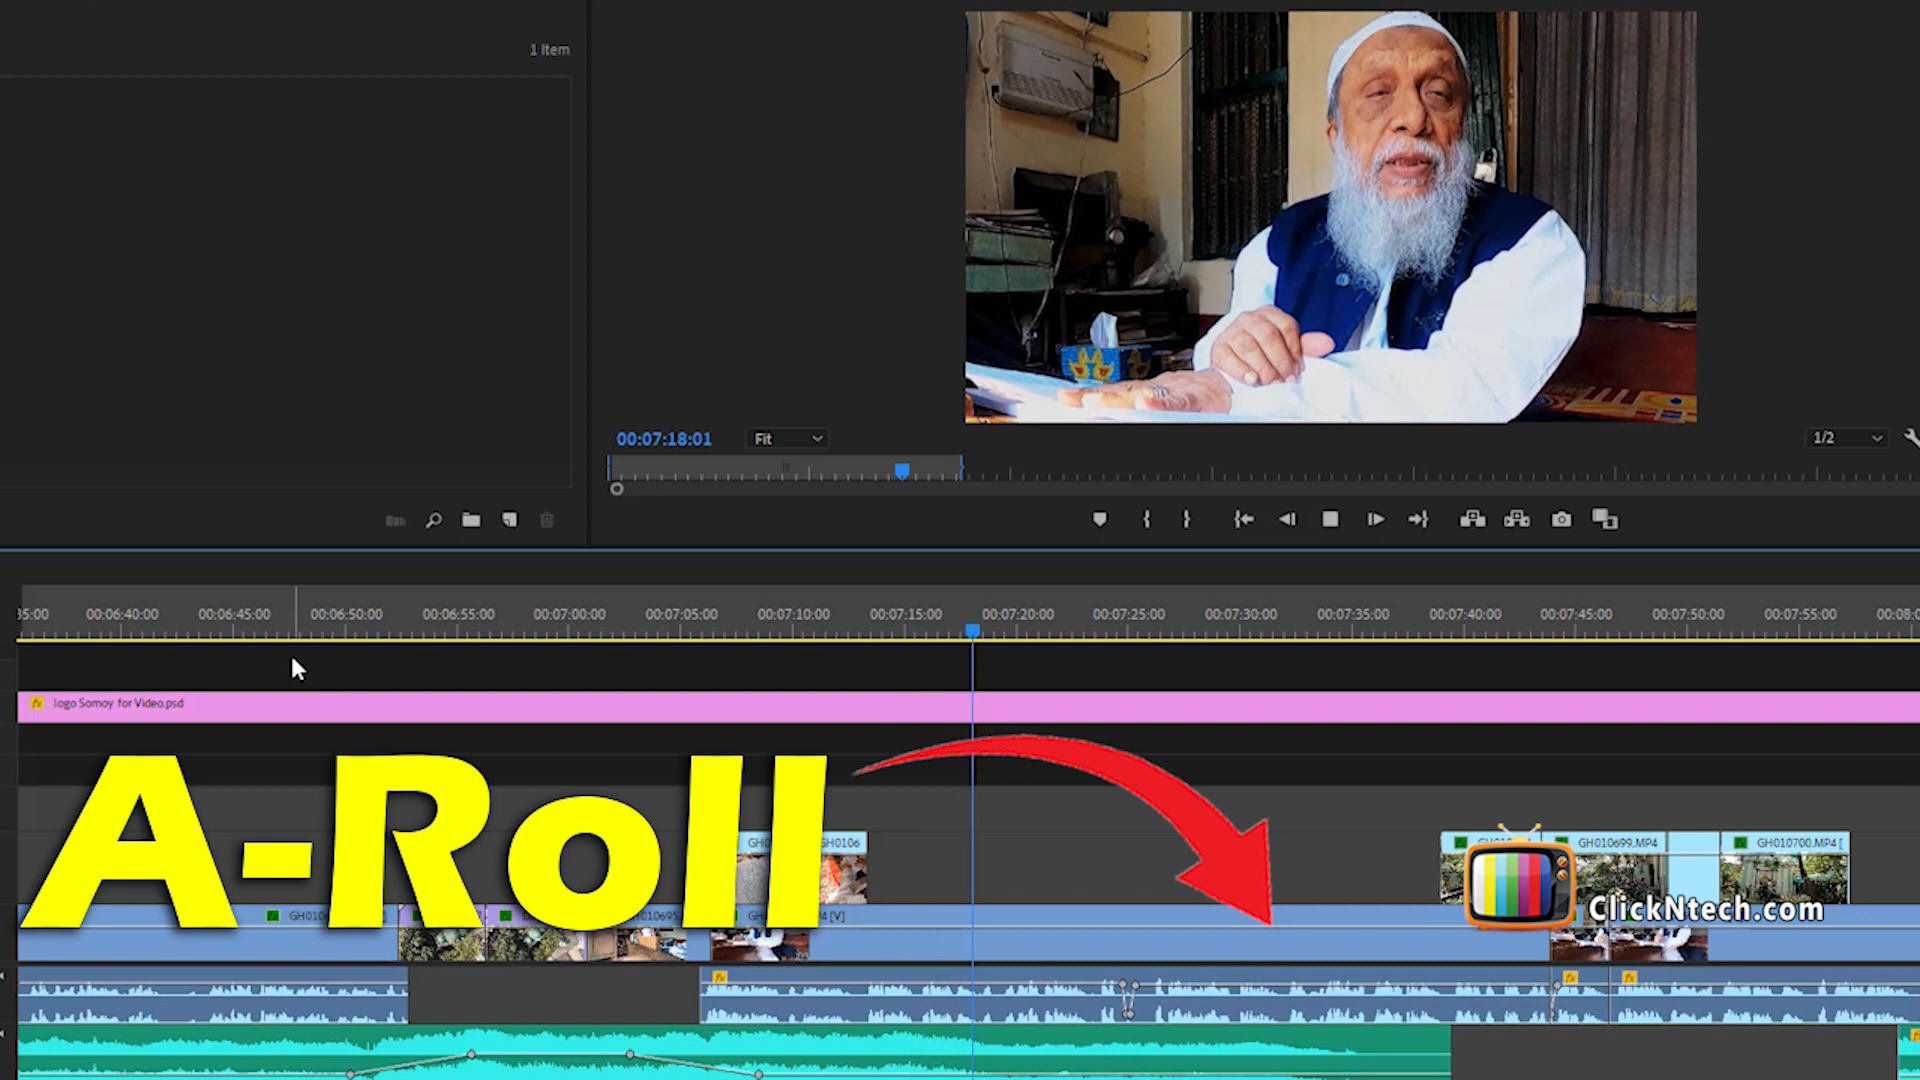 1 Item
00:07:18:01
Fit
1/2
35:00 00:06:40:00 00:06:45:00 00:06:50:00 00:06:55:00 00:07:00:00 00:07:05:00 00:07:10:00 00:07:15:00 00:07:20:00 00:07:25:00 00:07:30:00 00:07:35:00 00:07:40:00 00:07:45:00 00:07:50:00 00:07:55:00 00:08:0
fx logo Somoy for Video.psd
A-Roll
GH0106
GH010699.MP4
GH010700.MP4 [
ClickNtech.com
[V]
fx
fx
fx